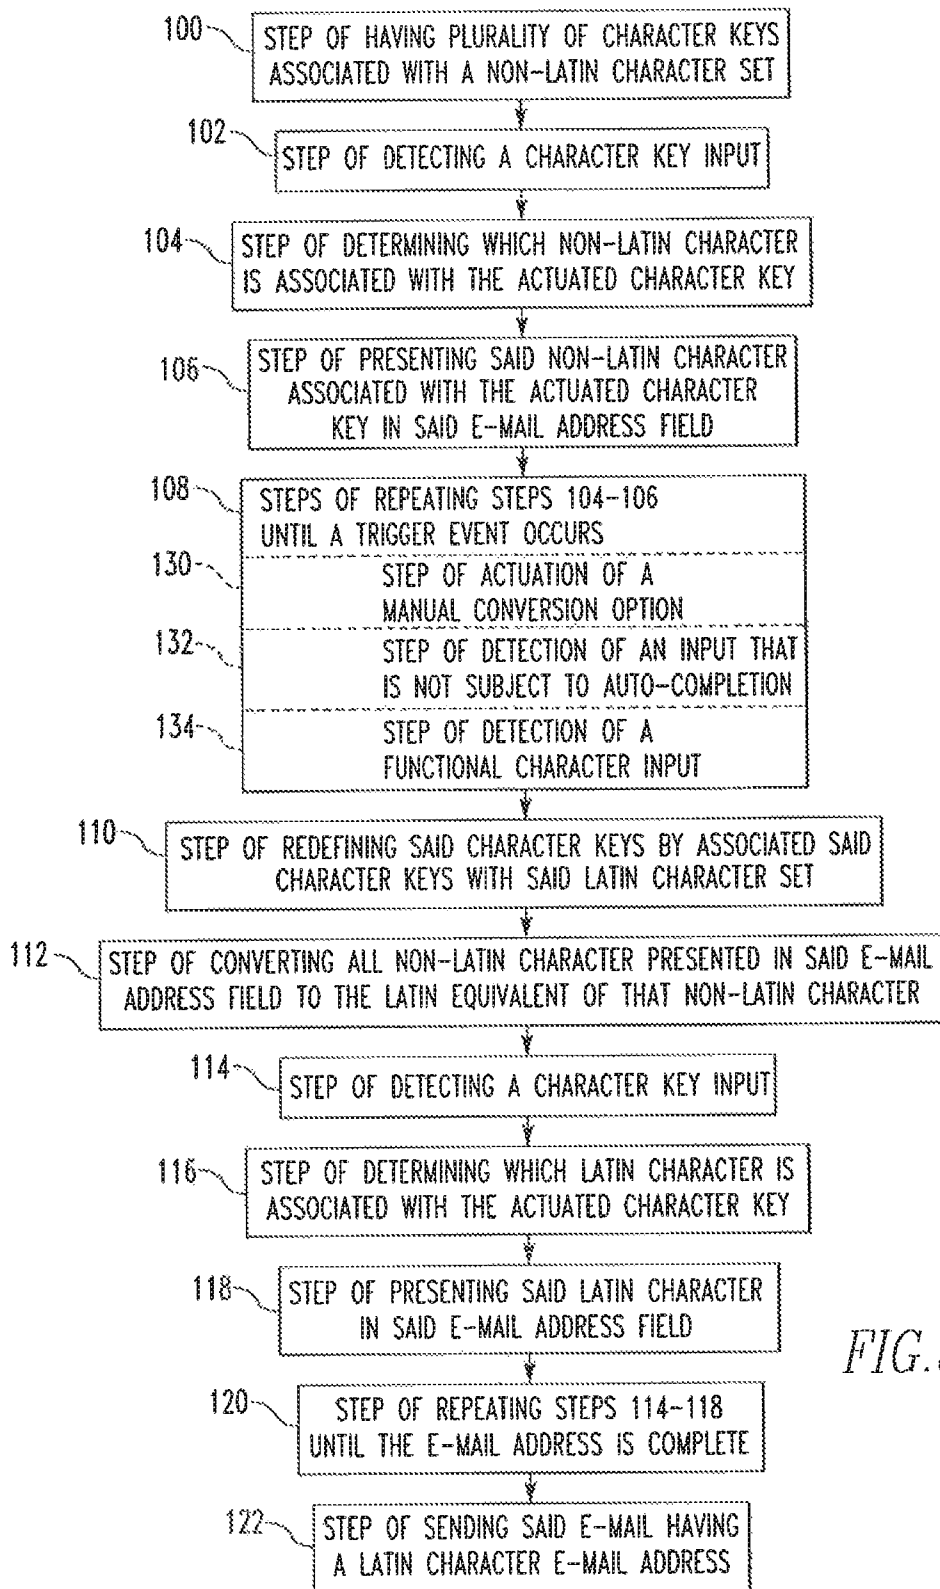 100
STEP OF HAVING PLURALITY OF CHARACTER KEYS
ASSOCIATED WITH A NON-LATIN CHARACTER SET
102
STEP OF DETECTING A CHARACTER KEY INPUT
104
STEP OF DETERMINING WHICH NON-LATIN CHARACTER
IS ASSOCIATED WITH THE ACTUATED CHARACTER KEY
106
STEP OF PRESENTING SAID NON-LATIN CHARACTER
ASSOCIATED WITH THE ACTUATED CHARACTER
KEY IN SAID E-MAIL ADDRESS FIELD
108
STEPS OF REPEATING STEPS 104-106
UNTIL A TRIGGER EVENT OCCURS
130
STEP OF ACTUATION OF A
MANUAL CONVERSION OPTION
132
STEP OF DETECTION OF AN INPUT THAT
IS NOT SUBJECT TO AUTO-COMPLETION
134
STEP OF DETECTION OF A
FUNCTIONAL CHARACTER INPUT
110
STEP OF REDEFINING SAID CHARACTER KEYS BY ASSOCIATED SAID
CHARACTER KEYS WITH SAID LATIN CHARACTER SET
112
STEP OF CONVERTING ALL NON-LATIN CHARACTER PRESENTED IN SAID E-MAIL
ADDRESS FIELD TO THE LATIN EQUIVALENT OF THAT NON-LATIN CHARACTER
114
STEP OF DETECTING A CHARACTER KEY INPUT
116
STEP OF DETERMINING WHICH LATIN CHARACTER IS
ASSOCIATED WITH THE ACTUATED CHARACTER KEY
118
STEP OF PRESENTING SAID LATIN CHARACTER
IN SAID E-MAIL ADDRESS FIELD
FIG.
120
STEP OF REPEATING STEPS 114-118
UNTIL THE E-MAIL ADDRESS IS COMPLETE
122
STEP OF SENDING SAID E-MAIL HAVING
A LATIN CHARACTER E-MAIL ADDRESS